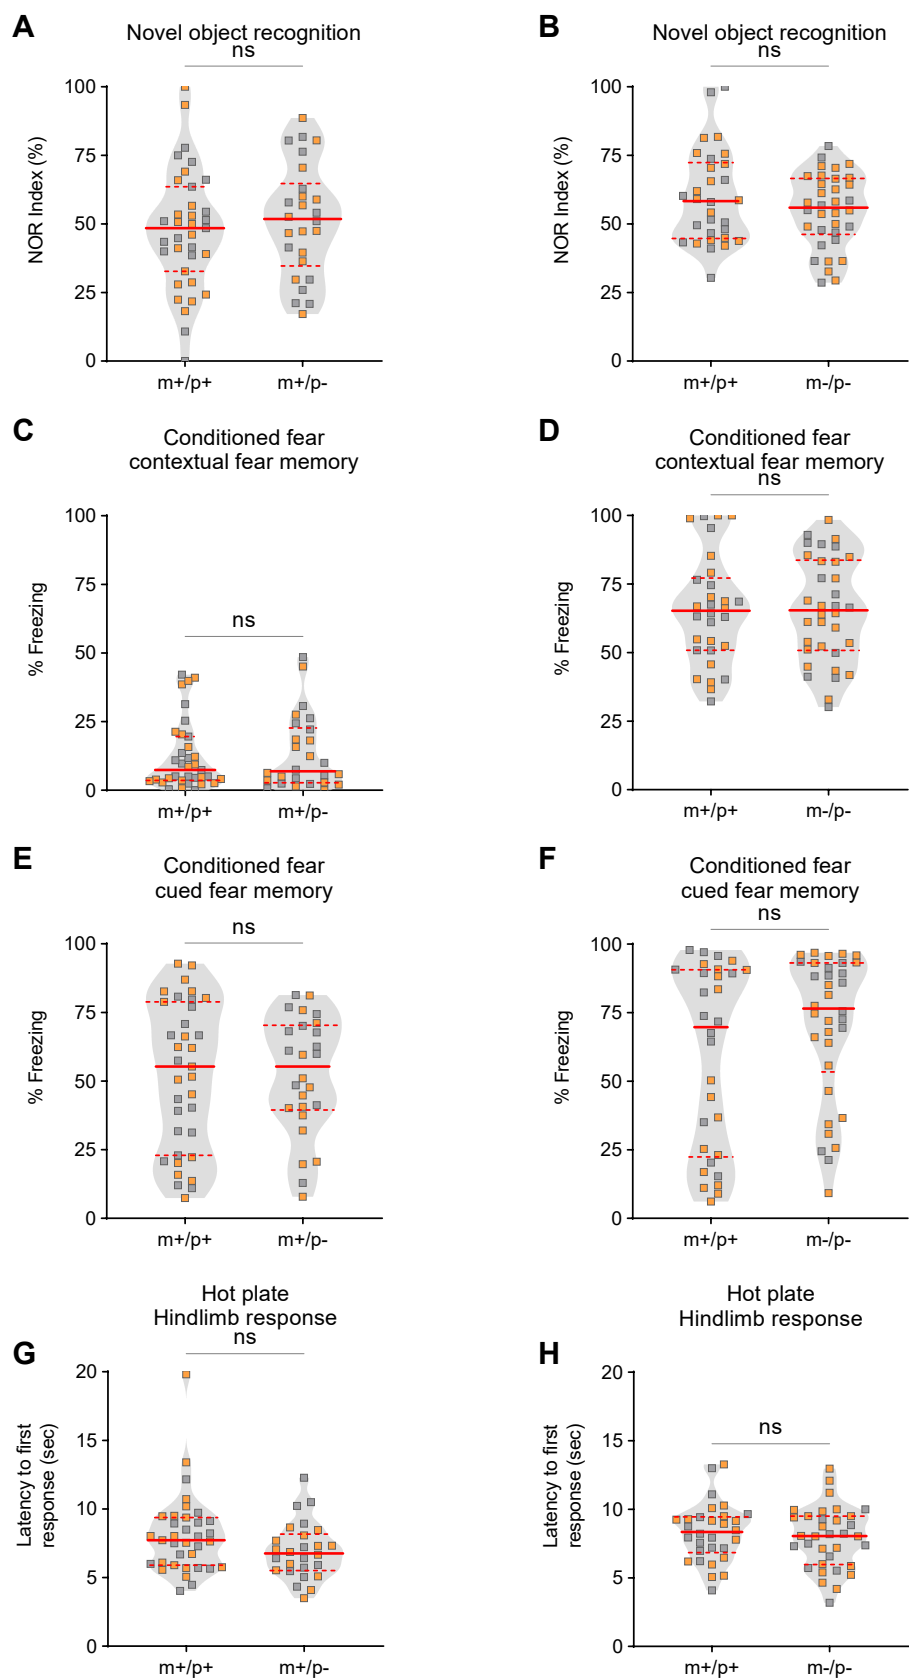 A
Novel object recognition
ns
NOR Index (%)
100
75
50
25
0
m+/p+
m+/p-
B
Novel object recognition
ns
NOR Index (%)
100
75
50
25
0
m+/p+
m-/p-
C
Conditioned fear
contextual fear memory
ns
% Freezing
100
75
50
25
0
m+/p+
m+/p-
D
Conditioned fear
contextual fear memory
ns
% Freezing
100
75
50
25
0
m+/p+
m-/p-
E
Conditioned fear
cued fear memory
ns
% Freezing
100
75
50
25
0
m+/p+
m+/p-
F
Conditioned fear
cued fear memory
ns
% Freezing
100
75
50
25
0
m+/p+
m-/p-
G
Hot plate
Hindlimb response
ns
Latency to first
response (sec)
20
15
10
5
0
m+/p+
m+/p-
H
Hot plate
Hindlimb response
ns
Latency to first
response (sec)
20
15
10
5
0
m+/p+
m-/p-